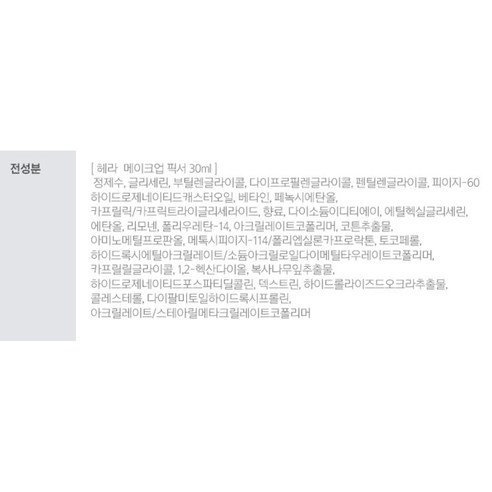 전성분
[ 헤라 메이크업 픽서 30ml ]
정제수, 글리세린, 부틸렌글라이콜, 다이프로필렌글라이콜, 펜틸렌글라이콜, 피이지-60
하이드로제네이티드캐스터오일, 베타인, 페녹시에탄올,
카프릴릭/카프릭트라이글리세라이드, 향료, 다이소듐이디티에이, 에틸헥실글리세린,
에탄올, 리모넨, 폴리우레탄-14, 아크릴레이트코폴리머, 코튼추출물,
아미노메틸프로판올, 메톡시피이지-114/폴리엡실론카프로락톤, 토코페롤,
하이드록시에틸아크릴레이트/소듐아크릴로일다이메틸타우레이트코폴리머,
카프릴릴글라이콜, 1,2-헥산다이올, 복사나무잎추출물,
하이드로제네이티드포스파티딜콜린, 덱스트린, 하이드롤라이즈드오크라추출물,
콜레스테롤, 다이팔미토일하이드록시프롤린,
아크릴레이트/스테아릴메타크릴레이트코폴리머